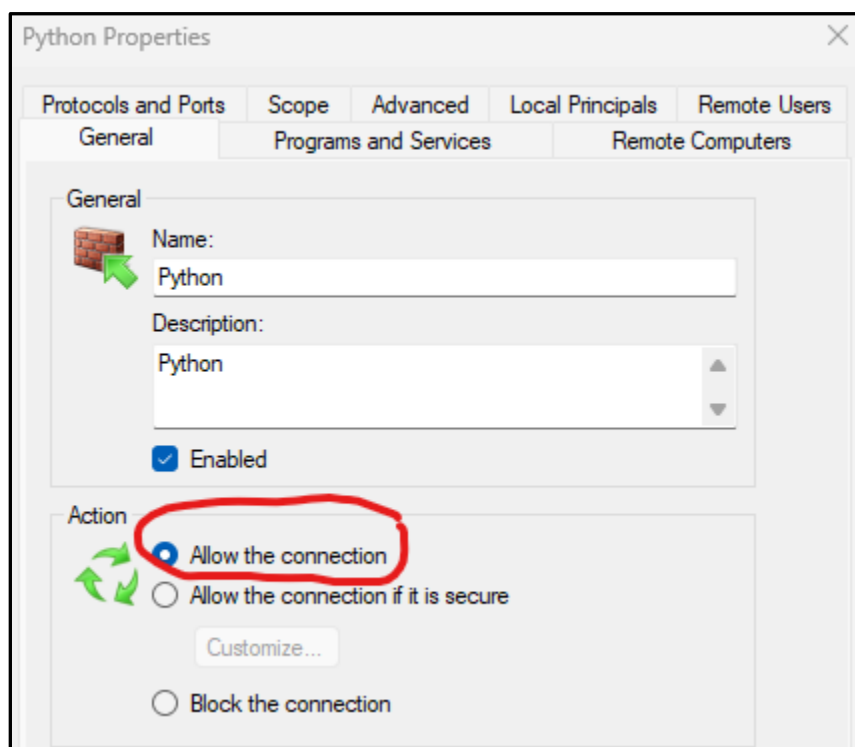 Python Properties
Protocols and Ports Scope Advanced Local Principals Remote Users
General Programs and Services Remote Computers
General
Name:
Python
Description:
Python
Enabled
Action
Allow the connection
Allow the connection if it is secure
Customize...
Block the connection